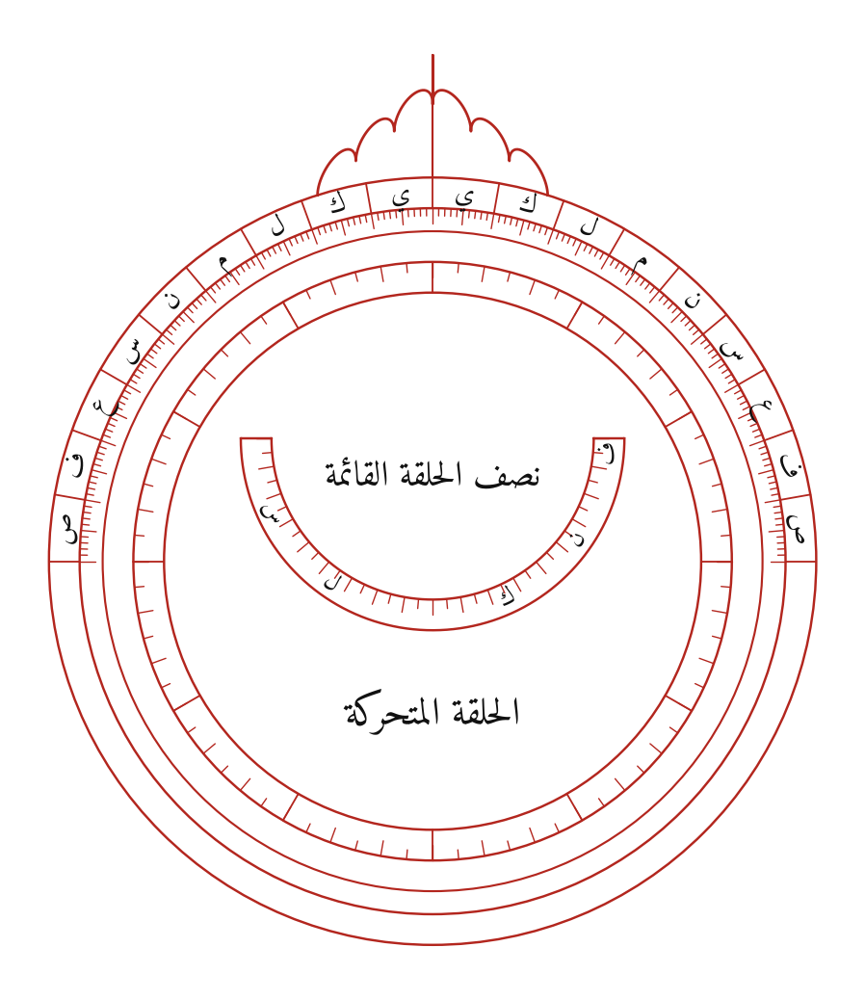 ي ك ل م ن س ع ف ص
ي ك ل م ن س ع ف ص
نصف الحلقة القائمة
ف ن ك ل س
الحلقة المتحركة